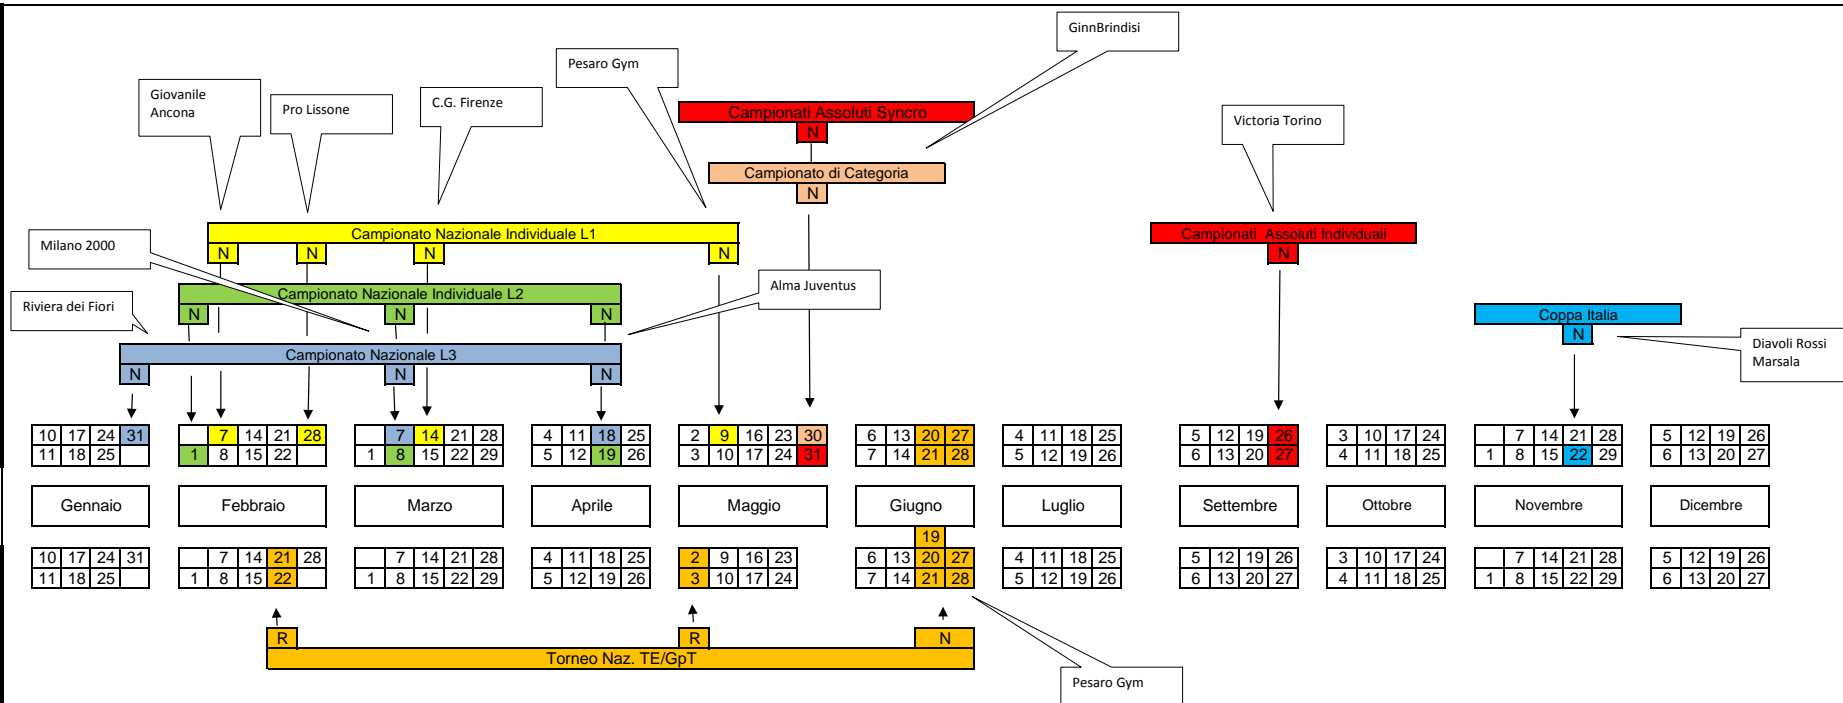 GinnBrindisi
Pesaro Gym
Giovanile
Ancona
Pro Lissone
C.G. Firenze
Campionati Assoluti Syncro
N
Victoria Torino
Campionato di Categoria
N
Campionato Nazionale Individuale L1
N N N N
Campionati Assoluti Individuali
N
Milano 2000
Alma Juventus
Campionato Nazionale Individuale L2
N N N
Riviera dei Fiori
Coppa Italia
N
Diavoli Rossi
Marsala
Campionato Nazionale L3
N N N
10 17 24 31 7 14 21 28 7 14 21 28 4 11 18 25 2 9 16 23 30 6 13 20 27 4 11 18 25 5 12 19 26 3 10 17 24 7 14 21 28 5 12 19 26
11 18 25 1 8 15 22 1 8 15 22 29 5 12 19 26 3 10 17 24 31 7 14 21 28 5 12 19 26 6 13 20 27 4 11 18 25 1 8 15 22 29 6 13 20 27
Gennaio Febbraio Marzo Aprile Maggio Giugno Luglio Settembre Ottobre Novembre Dicembre
19
10 17 24 31 7 14 21 28 7 14 21 28 4 11 18 25 2 9 16 23 6 13 20 27 4 11 18 25 5 12 19 26 3 10 17 24 7 14 21 28 5 12 19 26
11 18 25 1 8 15 22 1 8 15 22 29 5 12 19 26 3 10 17 24 7 14 21 28 5 12 19 26 6 13 20 27 4 11 18 25 1 8 15 22 29 6 13 20 27
R R N
Torneo Naz. TE/GpT
Pesaro Gym